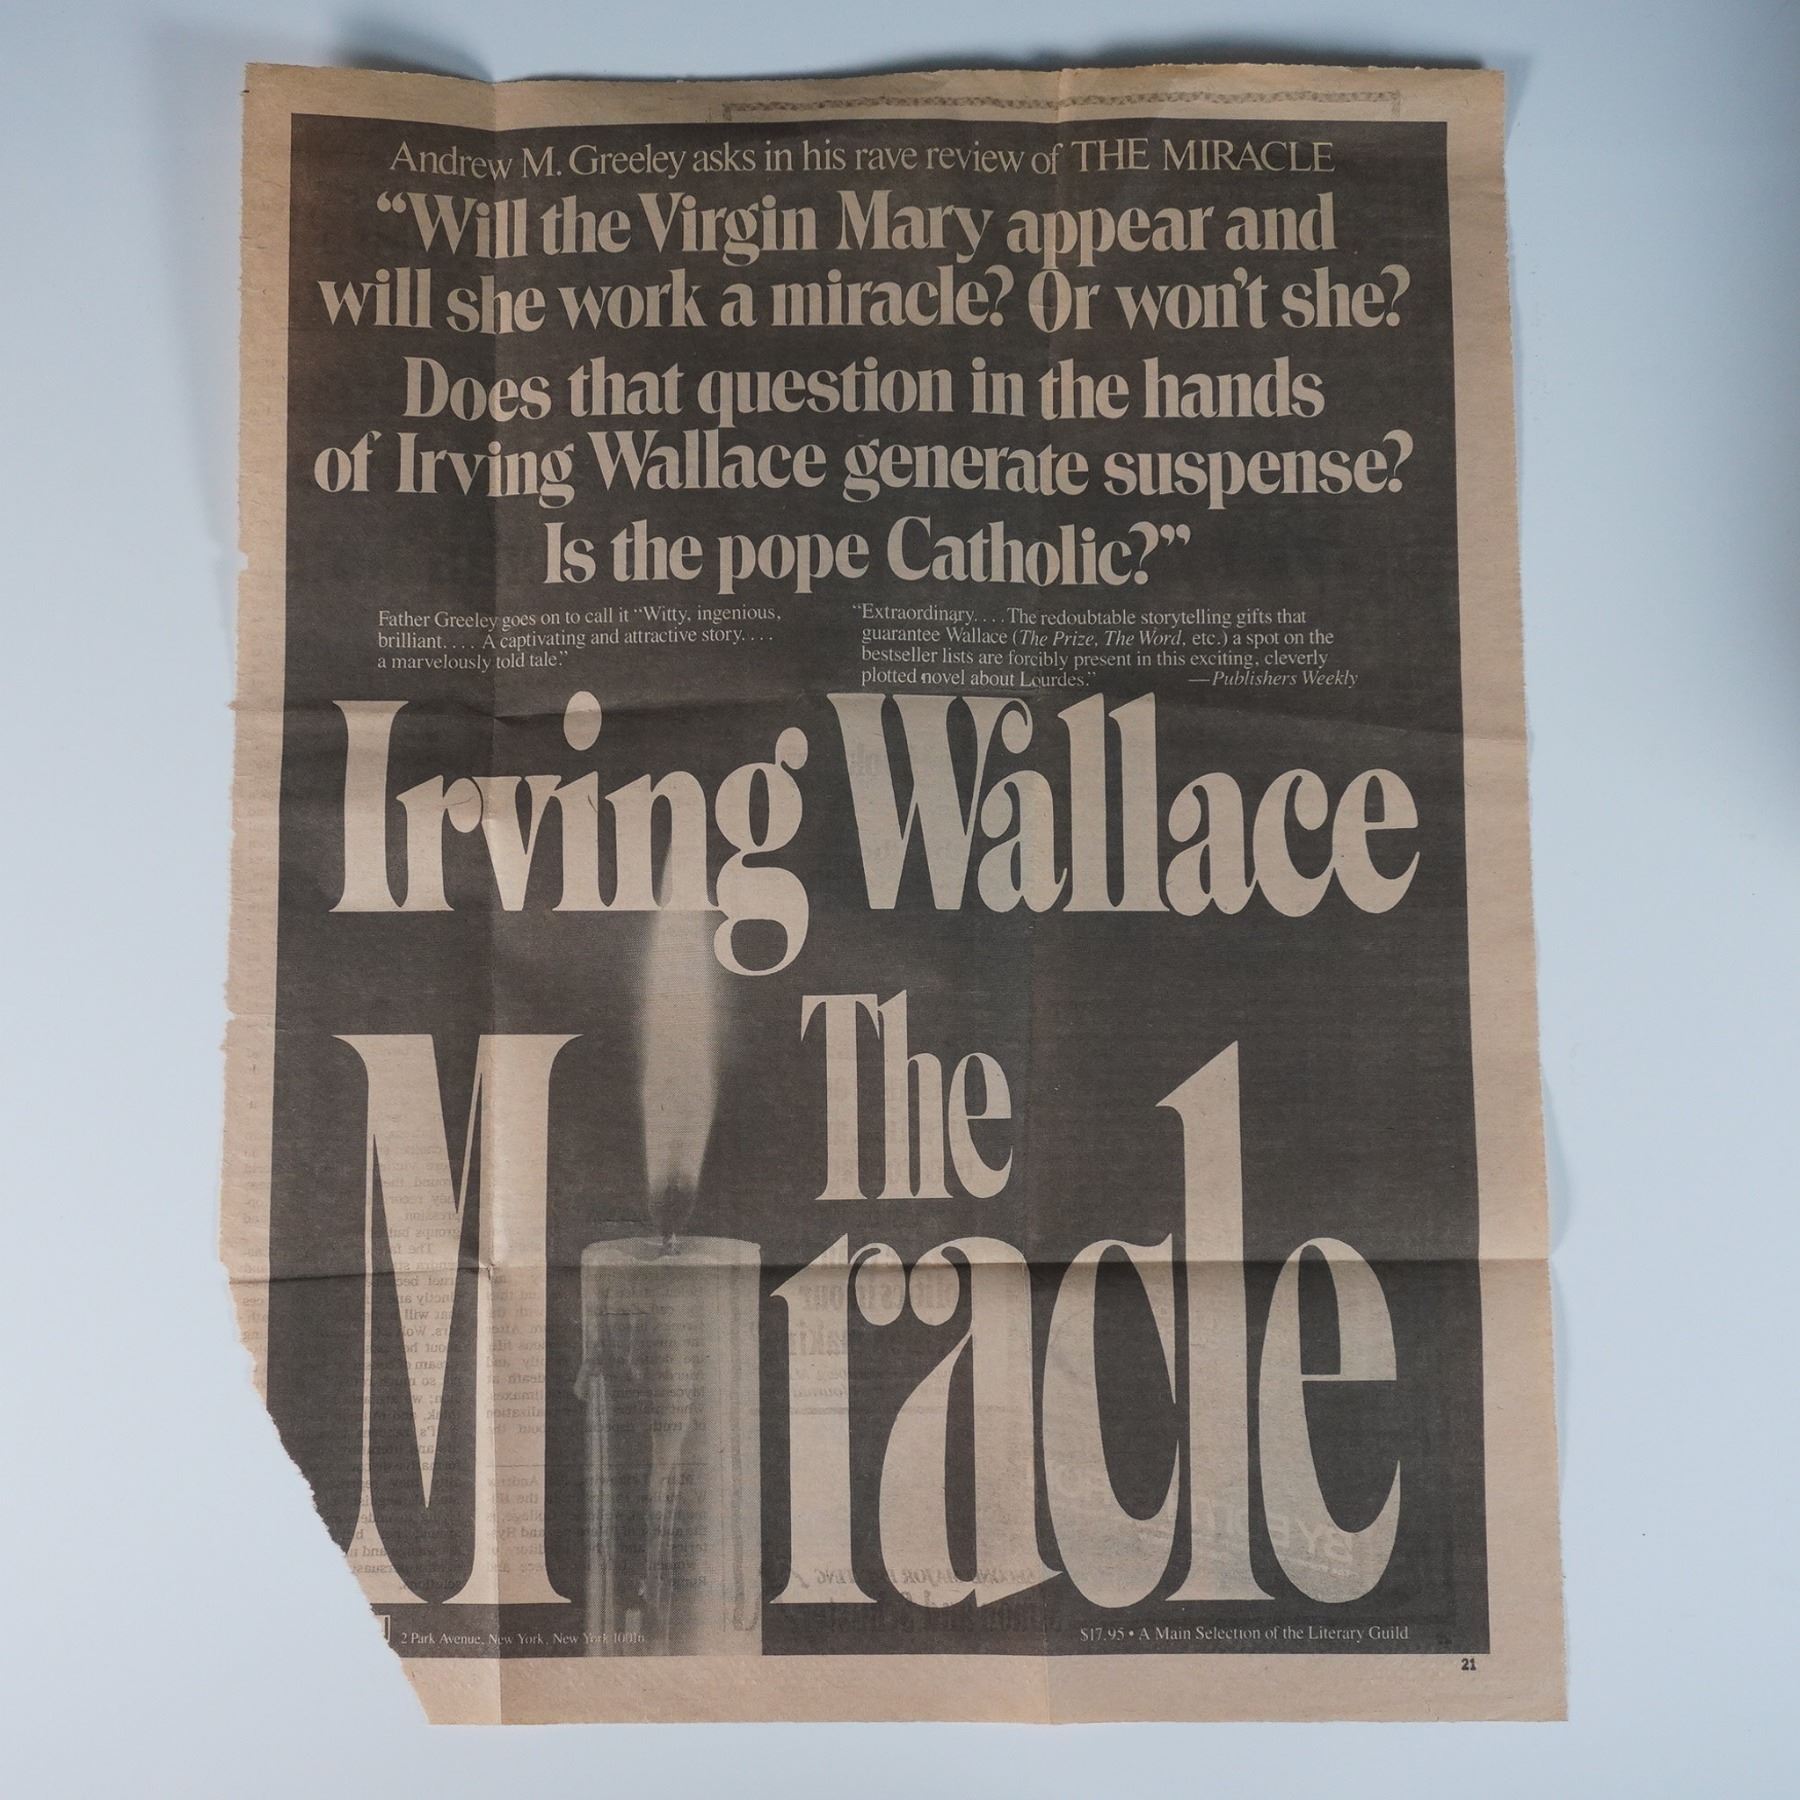 Andrew M. Greeley asks in his rave review of THE MIRACLE
“Will the Virgin Mary appear and
will she work a miracle? Or won’t she?
Does that question in the hands
of Irving Wallace generate suspense?
Is the pope Catholic?”
Father Greeley goes on to call it “Witty, ingenious,
brilliant. . . . A captivating and attractive story. . . .
a marvelously told tale.”
“Extraordinary. . . . The redoubtable storytelling gifts that
guarantee Wallace (The Prize, The Word, etc.) a spot on the
bestseller lists are forcibly present in this exciting, cleverly
plotted novel about Lourdes.”
—Publishers Weekly
Irving Wallace
The
Miracle
2 Park Avenue, New York, New York 10016
$17.95 • A Main Selection of the Literary Guild
21